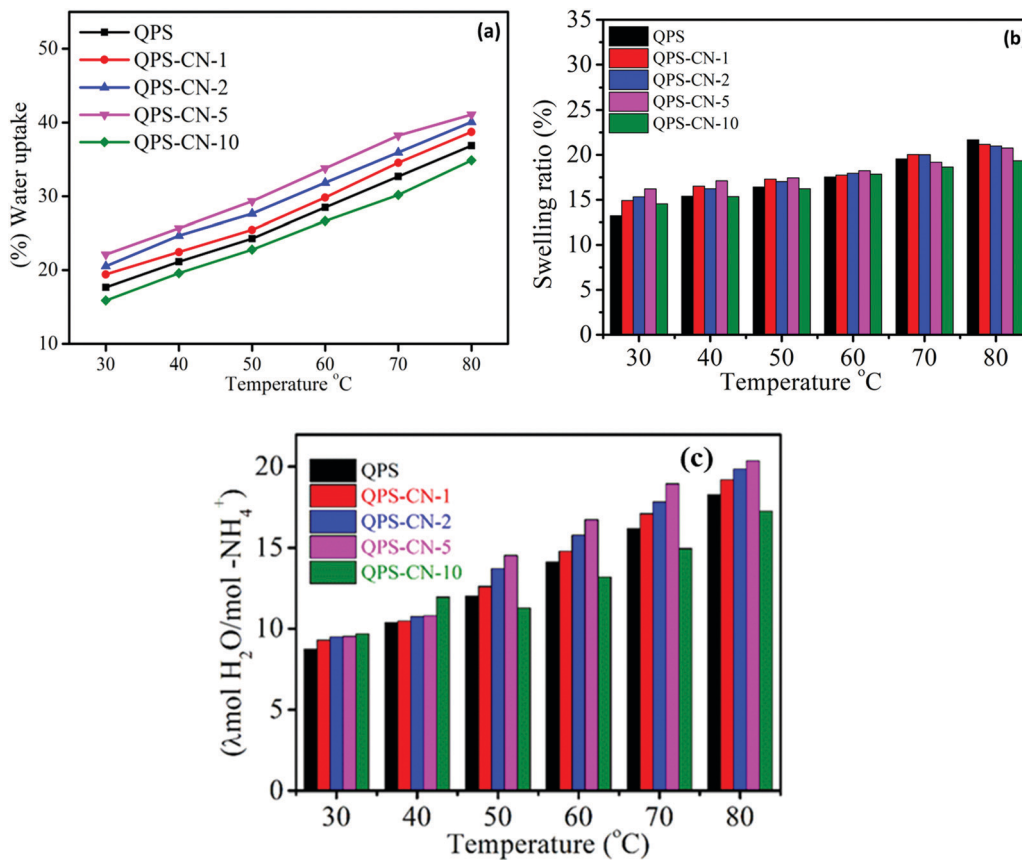 (a)
QPS
QPS-CN-1
QPS-CN-2
QPS-CN-5
QPS-CN-10
50
40
30
20
10
(%) Water uptake
30 40 50 60 70 80
Temperature °C
(b)
QPS
QPS-CN-1
QPS-CN-2
QPS-CN-5
QPS-CN-10
35
30
25
20
15
10
5
0
Swelling ratio (%)
30 40 50 60 70 80
Temperature °C
(c)
QPS
QPS-CN-1
QPS-CN-2
QPS-CN-5
QPS-CN-10
20
15
10
5
0
(λmol H₂O/mol -NH₄⁺)
30 40 50 60 70 80
Temperature (°C)